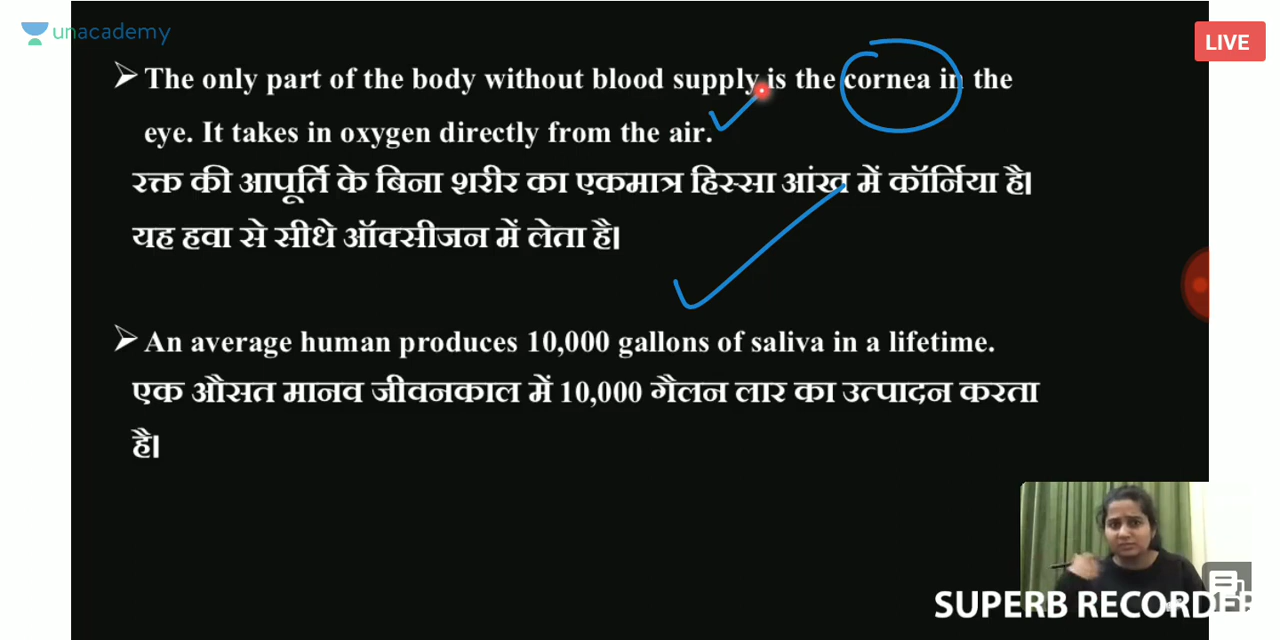 unacademy
LIVE
The only part of the body without blood supply is the cornea in the
eye. It takes in oxygen directly from the air.
रक्त की आपूर्ति के बिना शरीर का एकमात्र हिस्सा आंख में कॉर्निया है।
यह हवा से सीधे ऑक्सीजन में लेता है।
An average human produces 10,000 gallons of saliva in a lifetime.
एक औसत मानव जीवनकाल में 10,000 गैलन लार का उत्पादन करता
है।
SUPERB RECORDER